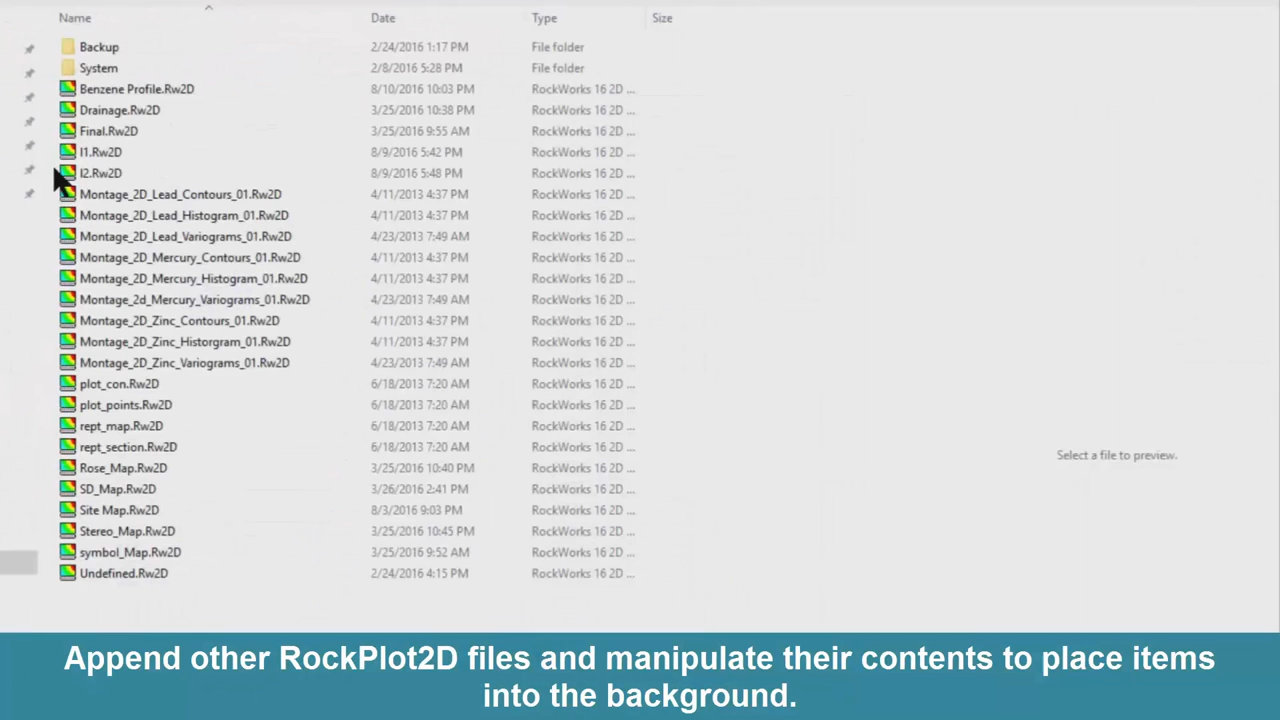 Name Date Type Size
Backup 2/24/2016 1:17 PM File folder
System 2/8/2016 5:28 PM File folder
Benzene Profile.Rw2D 8/10/2016 10:03 PM RockWorks 16 2D ...
Drainage.Rw2D 3/25/2016 10:38 PM RockWorks 16 2D ...
Final.Rw2D 3/25/2016 9:55 AM RockWorks 16 2D ...
I1.Rw2D 8/9/2016 5:42 PM RockWorks 16 2D ...
I2.Rw2D 8/9/2016 5:48 PM RockWorks 16 2D ...
Montage_2D_Lead_Contours_01.Rw2D 4/11/2013 4:37 PM RockWorks 16 2D ...
Montage_2D_Lead_Histogram_01.Rw2D 4/11/2013 4:37 PM RockWorks 16 2D ...
Montage_2D_Lead_Variograms_01.Rw2D 4/23/2013 7:49 AM RockWorks 16 2D ...
Montage_2D_Mercury_Contours_01.Rw2D 4/11/2013 4:37 PM RockWorks 16 2D ...
Montage_2D_Mercury_Histogram_01.Rw2D 4/11/2013 4:37 PM RockWorks 16 2D ...
Montage_2d_Mercury_Variograms_01.Rw2D 4/23/2013 7:49 AM RockWorks 16 2D ...
Montage_2D_Zinc_Contours_01.Rw2D 4/11/2013 4:37 PM RockWorks 16 2D ...
Montage_2D_Zinc_Historgram_01.Rw2D 4/11/2013 4:37 PM RockWorks 16 2D ...
Montage_2D_Zinc_Variograms_01.Rw2D 4/23/2013 7:49 AM RockWorks 16 2D ...
plot_con.Rw2D 6/18/2013 7:20 AM RockWorks 16 2D ...
plot_points.Rw2D 6/18/2013 7:20 AM RockWorks 16 2D ...
rept_map.Rw2D 6/18/2013 7:20 AM RockWorks 16 2D ...
rept_section.Rw2D 6/18/2013 7:20 AM RockWorks 16 2D ...
Select a file to preview.
Rose_Map.Rw2D 3/25/2016 10:40 PM RockWorks 16 2D ...
SD_Map.Rw2D 3/26/2016 2:41 PM RockWorks 16 2D ...
Site Map.Rw2D 8/3/2016 9:03 PM RockWorks 16 2D ...
Stereo_Map.Rw2D 3/25/2016 10:45 PM RockWorks 16 2D ...
symbol_Map.Rw2D 3/25/2016 9:52 AM RockWorks 16 2D ...
Undefined.Rw2D 2/24/2016 4:15 PM RockWorks 16 2D ...
Append other RockPlot2D files and manipulate their contents to place items
into the background.